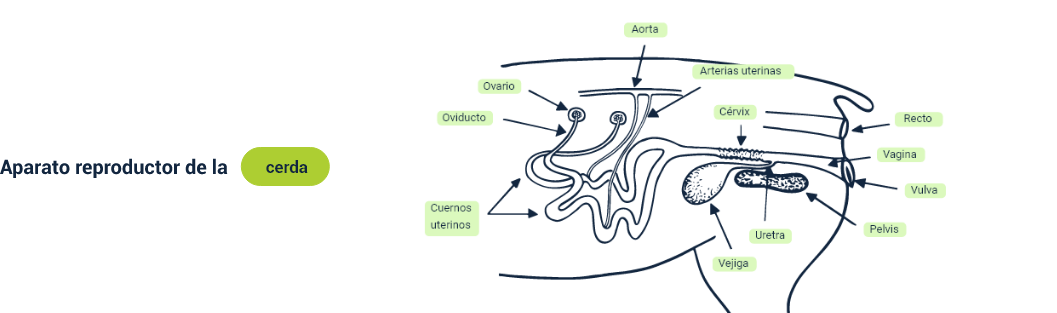 Aparato reproductor de la cerda
Aorta
Arterias uterinas
Ovario
Oviducto
Cérvix
Recto
Vagina
Vulva
Cuernos
uterinos
Pelvis
Uretra
Vejiga